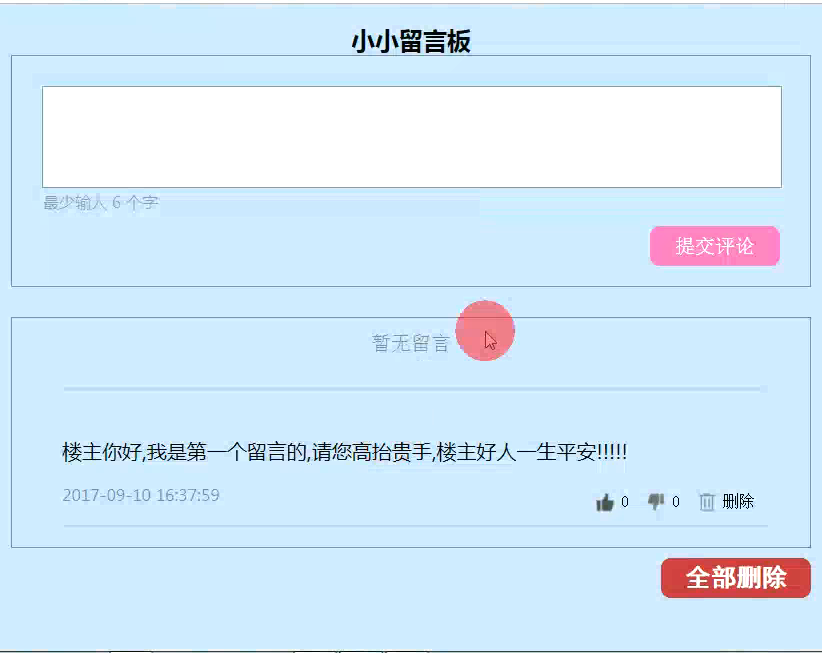 小小留言板
最少输入 6 个字
提交评论
暂无留言
楼主你好,我是第一个留言的,请您高抬贵手,楼主好人一生平安!!!!!
2017-09-10 16:37:59
0 0 删除
全部删除